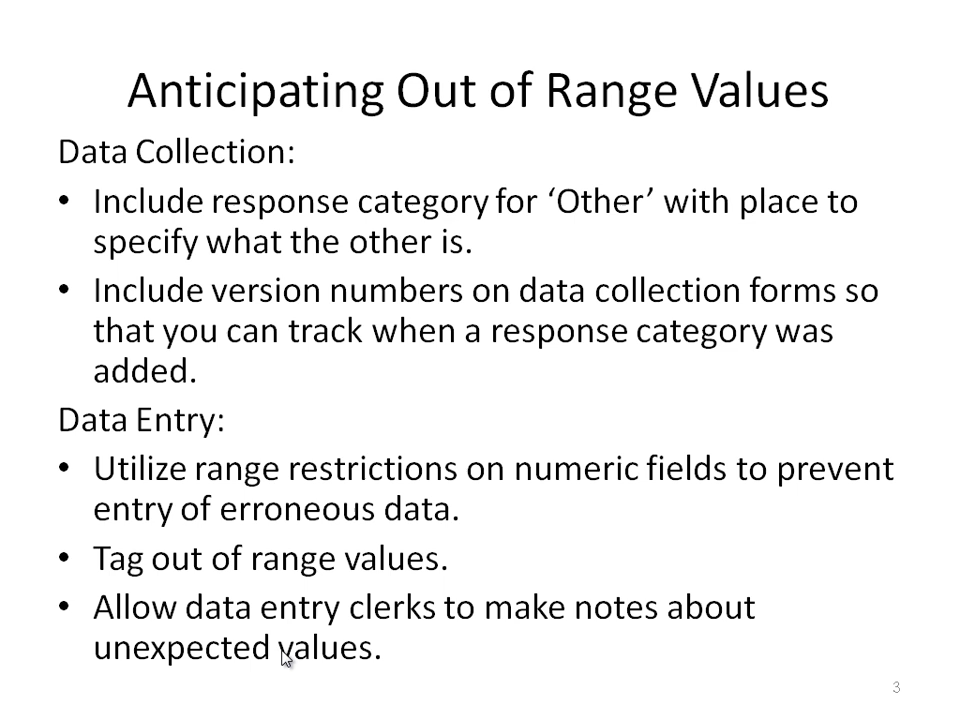 Anticipating Out of Range Values
Data Collection:
• Include response category for ‘Other’ with place to
specify what the other is.
• Include version numbers on data collection forms so
that you can track when a response category was
added.
Data Entry:
• Utilize range restrictions on numeric fields to prevent
entry of erroneous data.
• Tag out of range values.
• Allow data entry clerks to make notes about
unexpected values.
3